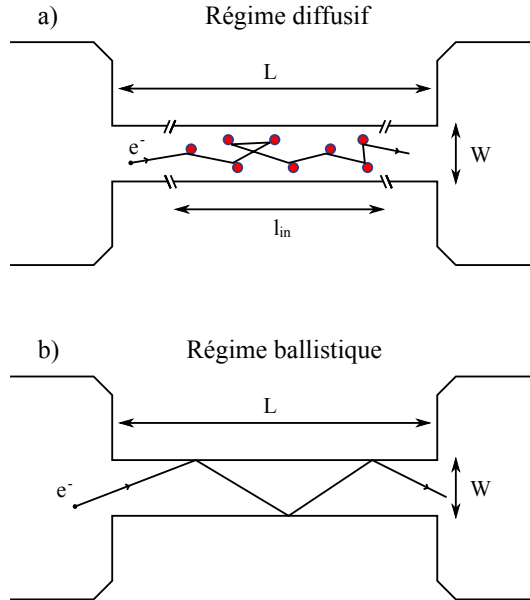 a) Régime diffusif
L
e-
W
lin
b) Régime ballistique
L
e-
W